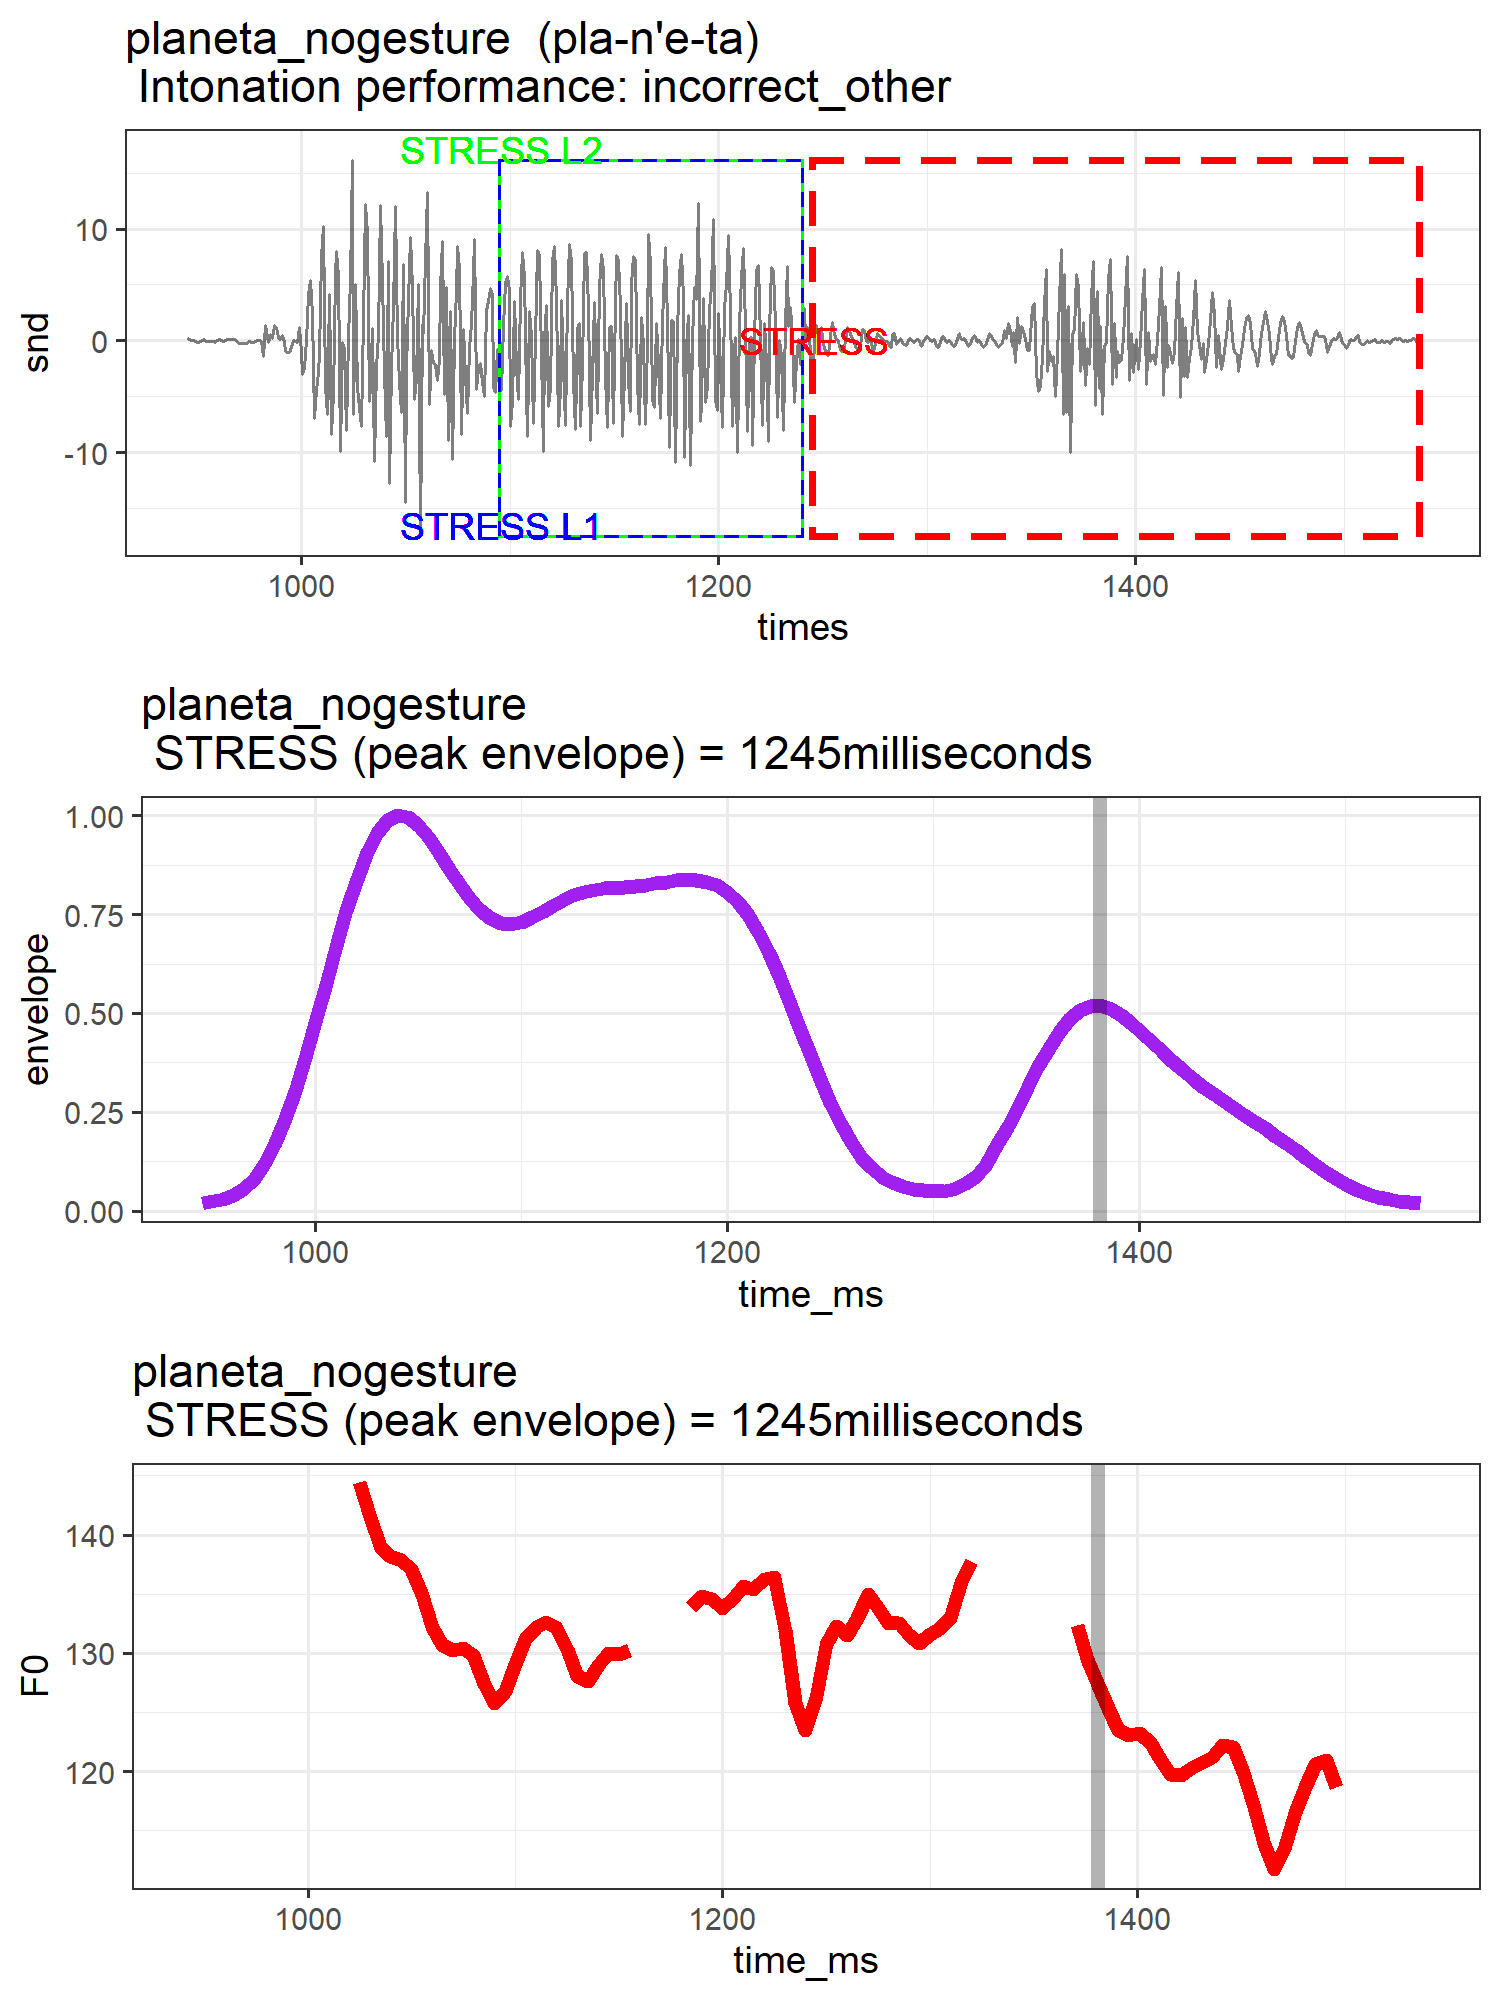 planeta_nogesture  (pla-n'e-ta)
Intonation performance: incorrect_other
STRESS L2
10
snd
0
STRESS
-10
STRESS L1
1000 1200 1400
times
planeta_nogesture
STRESS (peak envelope) = 1245milliseconds
1.00
0.75
envelope
0.50
0.25
0.00
1000 1200 1400
time_ms
planeta_nogesture
STRESS (peak envelope) = 1245milliseconds
140
130
F0
120
1000 1200 1400
time_ms